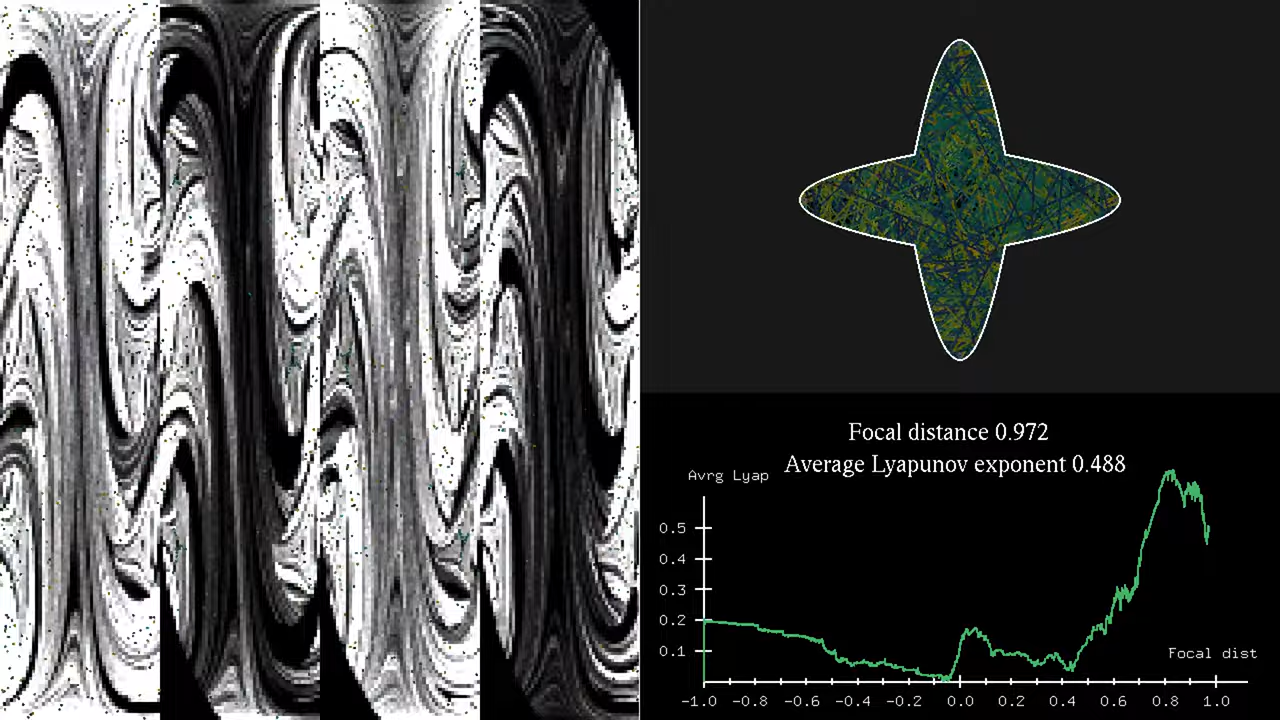 Focal distance 0.972
Average Lyapunov exponent 0.488
Avrg Lyap
0.5
0.4
0.3
0.2
0.1
Focal dist
-1.0 -0.8 -0.6 -0.4 -0.2 0.0 0.2 0.4 0.6 0.8 1.0